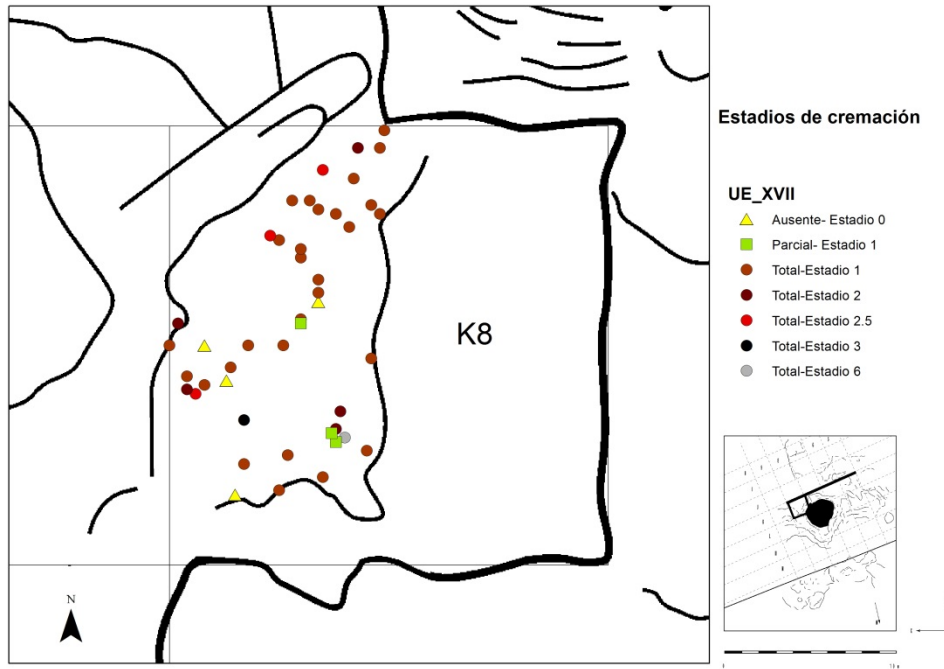 Estadios de cremación
UE_XVII
Ausente- Estadio 0
Parcial- Estadio 1
Total-Estadio 1
Total-Estadio 2
Total-Estadio 2.5
Total-Estadio 3
Total-Estadio 6
K8
N